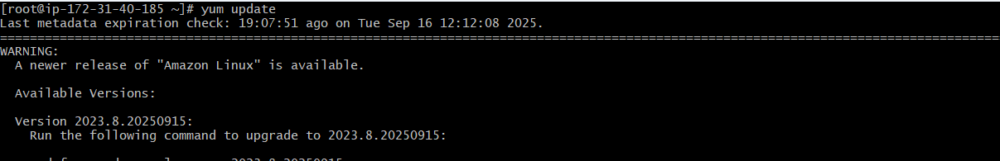 [root@ip-172-31-40-185 ~]# yum update
Last metadata expiration check: 19:07:51 ago on Tue Sep 16 12:12:08 2025.
================================================================================================================================
WARNING:
  A newer release of "Amazon Linux" is available.

  Available Versions:

  Version 2023.8.20250915:
    Run the following command to upgrade to 2023.8.20250915: